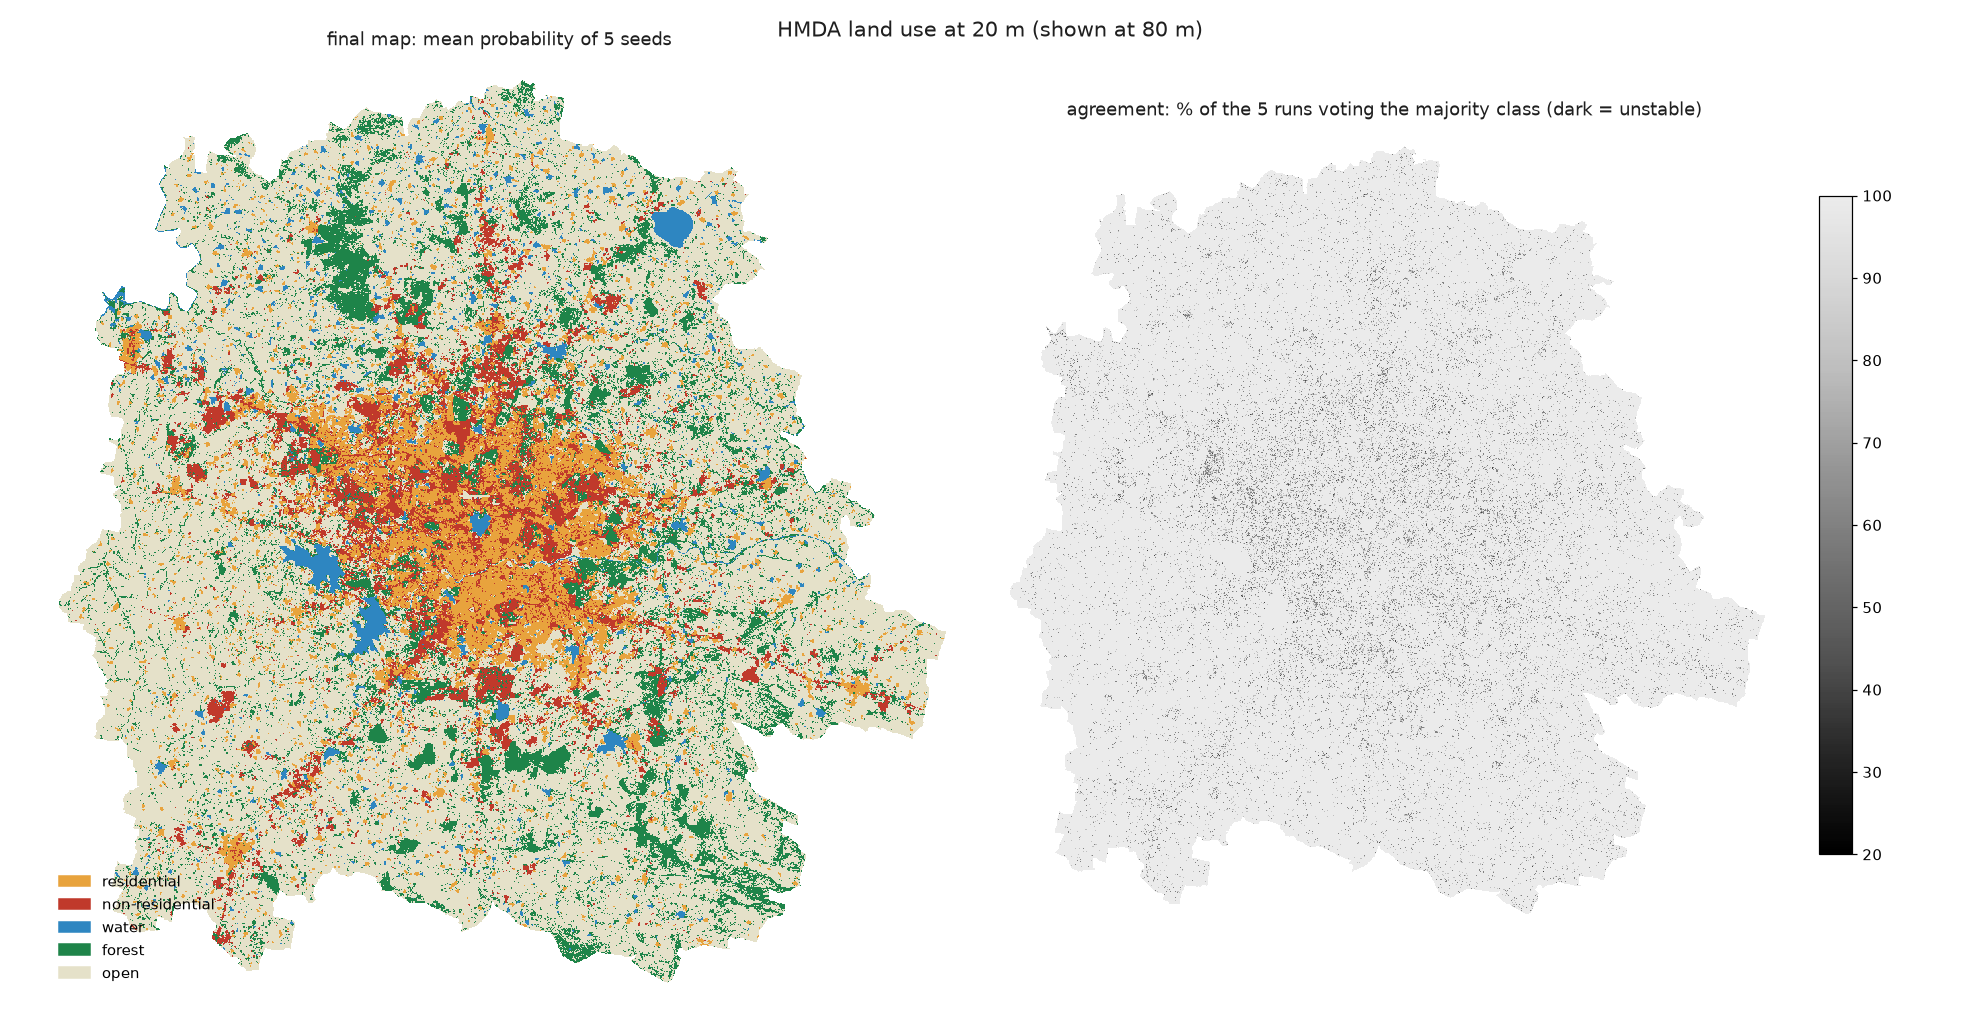 HMDA land use at 20 m (shown at 80 m)
final map: mean probability of 5 seeds
agreement: % of the 5 runs voting the majority class (dark = unstable)
100
90
80
70
60
50
40
30
20
residential
non-residential
water
forest
open